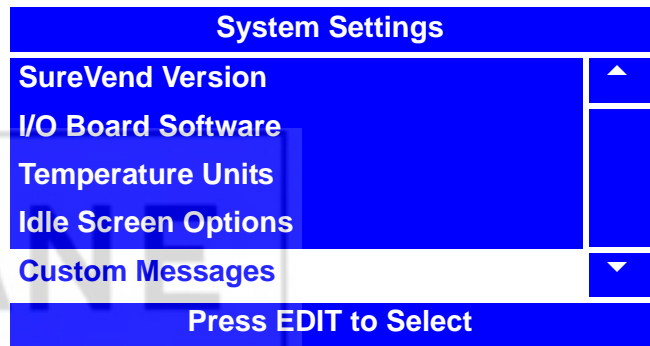 System Settings
SureVend Version
I/O Board Software
Temperature Units
Idle Screen Options
Custom Messages
Press EDIT to Select